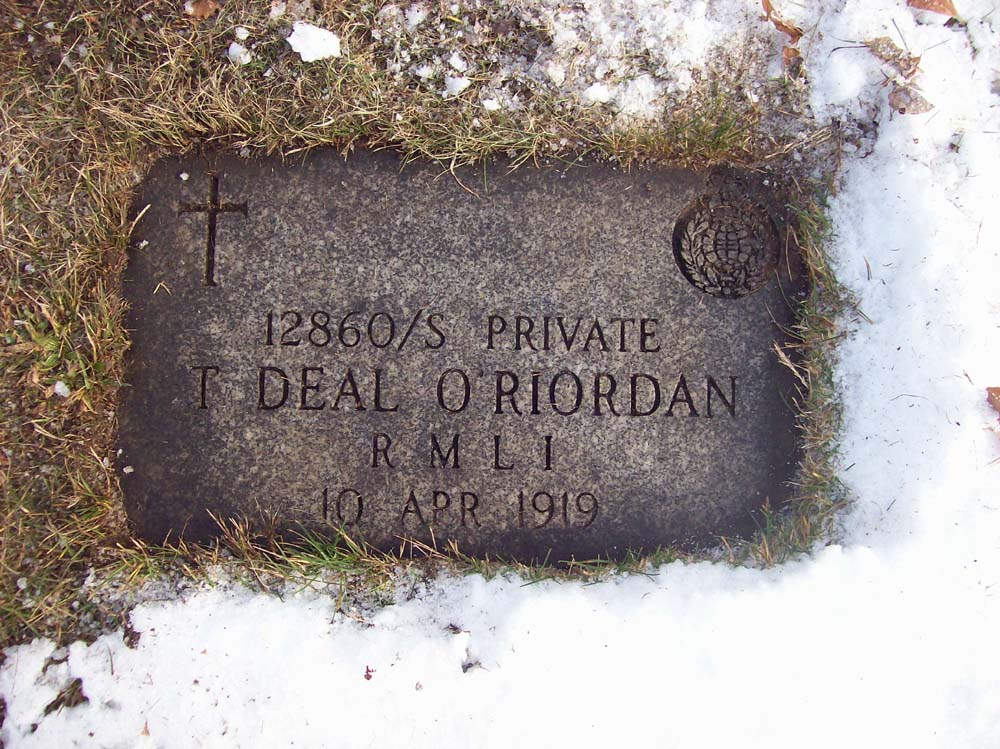 12860/S PRIVATE
T DEAL O'RIORDAN
R M L I
10 APR 1919